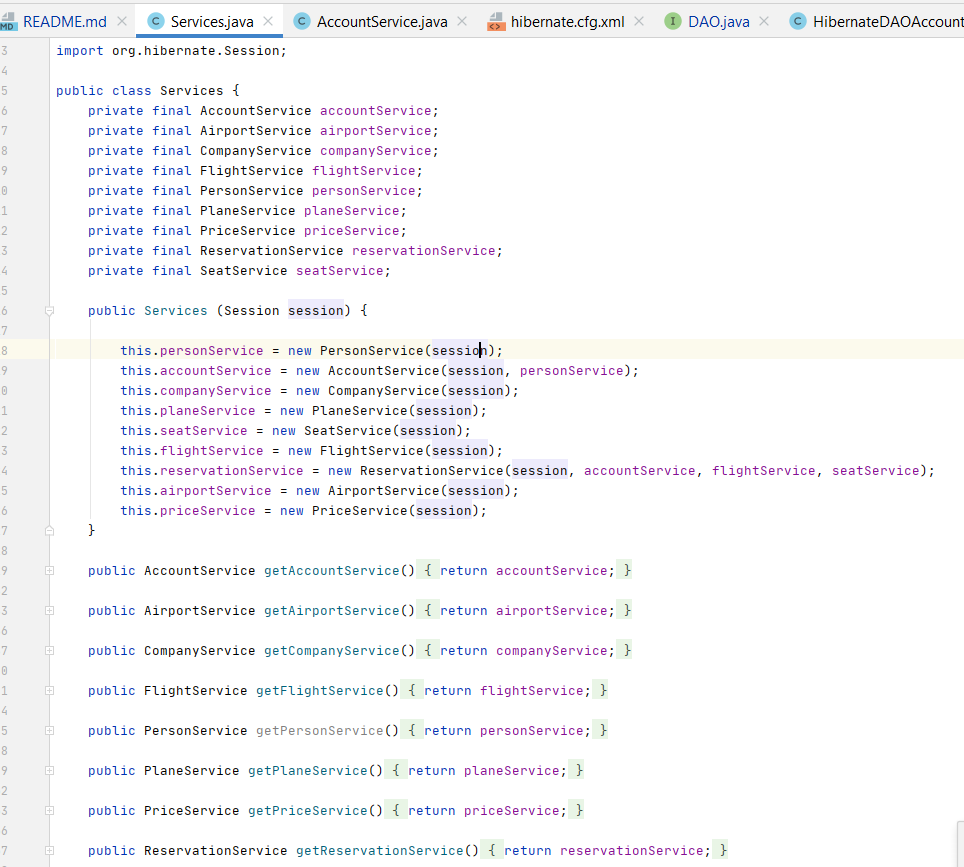 README.md Services.java AccountService.java hibernate.cfg.xml DAO.java HibernateDAOAccount
3 import org.hibernate.Session;
4
5 public class Services {
6 private final AccountService accountService;
7 private final AirportService airportService;
8 private final CompanyService companyService;
9 private final FlightService flightService;
0 private final PersonService personService;
1 private final PlaneService planeService;
2 private final PriceService priceService;
3 private final ReservationService reservationService;
4 private final SeatService seatService;
5
6 public Services (Session session) {
7
8 this.personService = new PersonService(session);
9 this.accountService = new AccountService(session, personService);
0 this.companyService = new CompanyService(session);
1 this.planeService = new PlaneService(session);
2 this.seatService = new SeatService(session);
3 this.flightService = new FlightService(session);
4 this.reservationService = new ReservationService(session, accountService, flightService, seatService);
5 this.airportService = new AirportService(session);
6 this.priceService = new PriceService(session);
7 }
8
9 public AccountService getAccountService() { return accountService; }
2
3 public AirportService getAirportService() { return airportService; }
6
7 public CompanyService getCompanyService() { return companyService; }
0
1 public FlightService getFlightService() { return flightService; }
4
5 public PersonService getPersonService() { return personService; }
8
9 public PlaneService getPlaneService() { return planeService; }
2
3 public PriceService getPriceService() { return priceService; }
6
7 public ReservationService getReservationService() { return reservationService; }